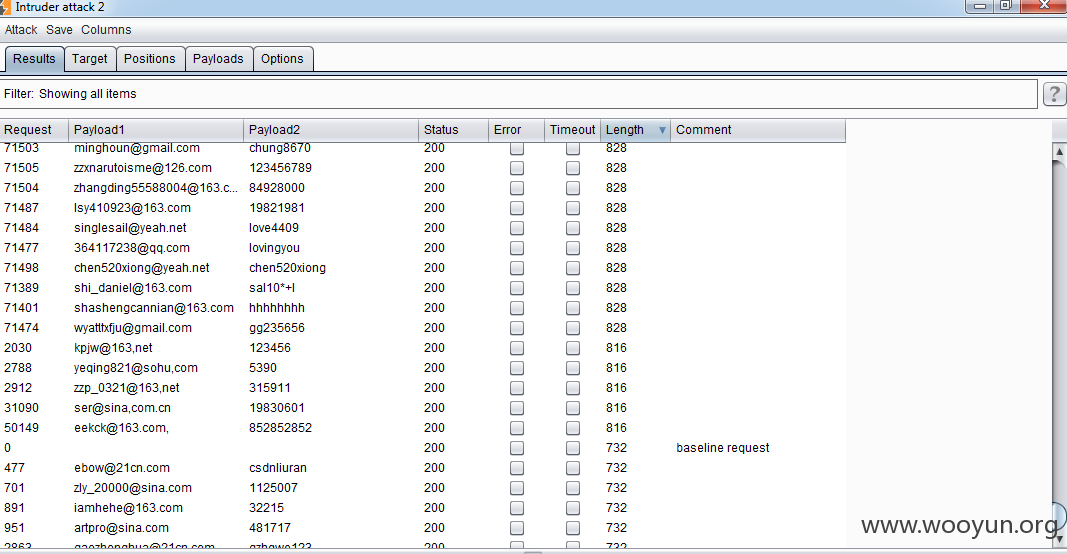 Intruder attack 2
Attack Save Columns
Results Target Positions Payloads Options
Filter: Showing all items ?
Request Payload1 Payload2 Status Error Timeout Length Comment
71503 minghoun@gmail.com chung8670 200 828
71505 zzxnarutoisme@126.com 123456789 200 828
71504 zhangding55588004@163.c... 84928000 200 828
71487 lsy410923@163.com 19821981 200 828
71484 singlesail@yeah.net love4409 200 828
71477 364117238@qq.com lovingyou 200 828
71498 chen520xiong@yeah.net chen520xiong 200 828
71389 shi_daniel@163.com 200 828
71401 shashengcannian@163.com hhhhhhhh 200 828
71474 gg235656 200 828
2030 kpjw@163,net 123456 200 816
2788 yeqing821@sohu,com 5390 200 816
2912 zzp_0321@163,net 315911 200 816
31090 ser@sina,com.cn 19830601 200 816
50149 eekck@163.com, 852852852 200 816
0 200 732 baseline request
477 ebow@21cn.com csdnliuran 200 732
701 zly_20000@sina.com 1125007 200 732
891 iamhehe@163.com 32215 200 732
951 artpro@sina.com 481717 200 732
200 732
www.wooyun.org